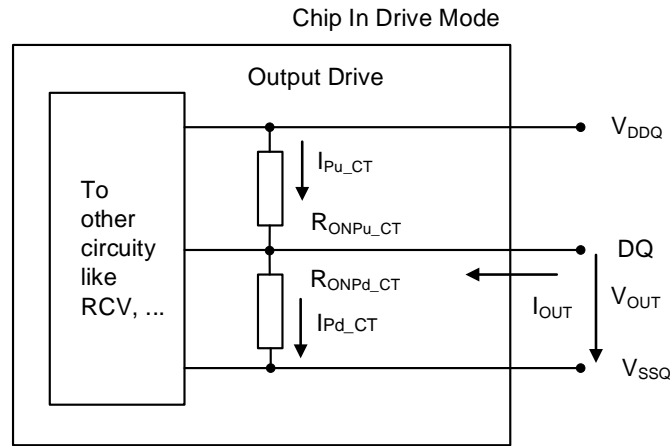 Chip In Drive Mode
Output Drive
To
other
circuity
like
RCV, ...
I_Pu_CT
R_ONPu_CT
R_ONPd_CT
I_Pd_CT
V_DDQ
DQ
I_OUT
V_OUT
V_SSQ